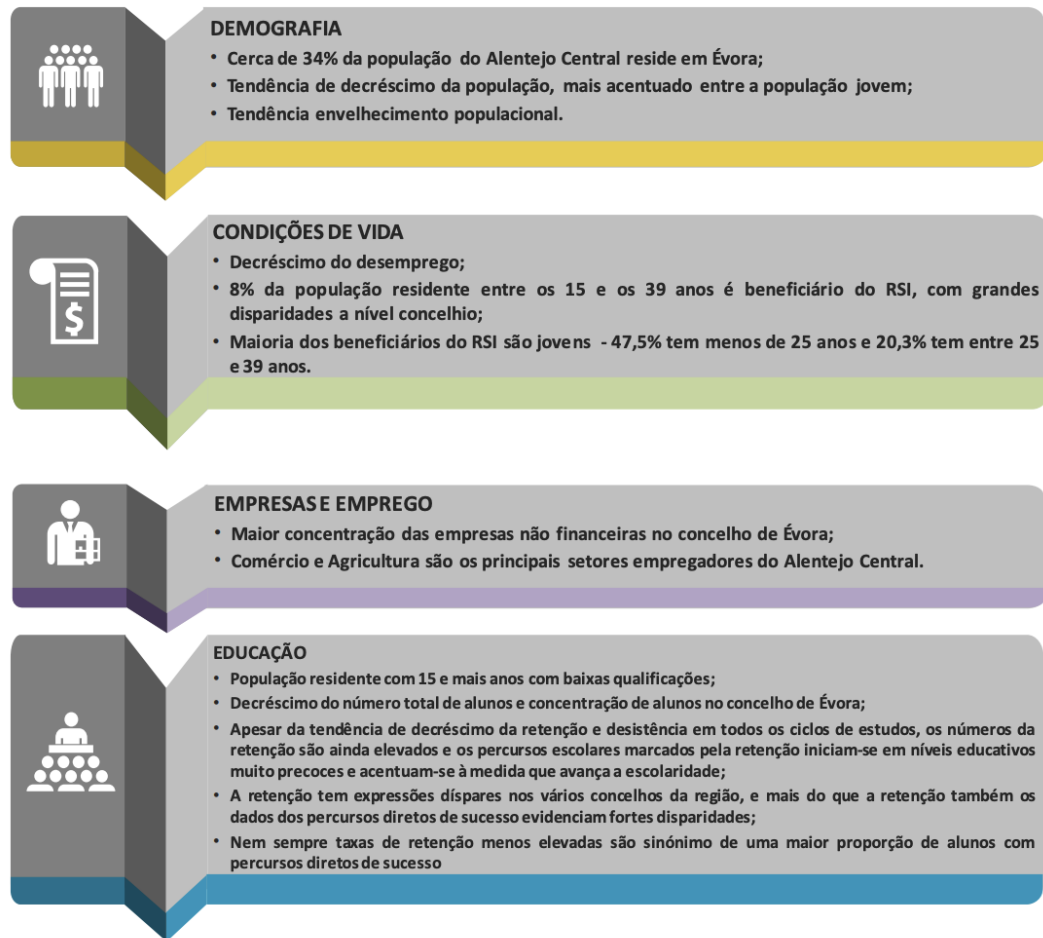 DEMOGRAFIA
• Cerca de 34% da população do Alentejo Central reside em Évora;
• Tendência de decréscimo da população, mais acentuado entre a população jovem;
• Tendência envelhecimento populacional.
CONDIÇÕES DE VIDA
• Decréscimo do desemprego;
• 8% da população residente entre os 15 e os 39 anos é beneficiário do RSI, com grandes
disparidades a nível concelhio;
• Maioria dos beneficiários do RSI são jovens - 47,5% tem menos de 25 anos e 20,3% tem entre 25
e 39 anos.
$
EMPRESAS E EMPREGO
• Maior concentração das empresas não financeiras no concelho de Évora;
• Comércio e Agricultura são os principais setores empregadores do Alentejo Central.
EDUCAÇÃO
• População residente com 15 e mais anos com baixas qualificações;
• Decréscimo do número total de alunos e concentração de alunos no concelho de Évora;
• Apesar da tendência de decréscimo da retenção e desistência em todos os ciclos de estudos, os números da
retenção são ainda elevados e os percursos escolares marcados pela retenção iniciam-se em níveis educativos
muito precoces e acentuam-se à medida que avança a escolaridade;
• A retenção tem expressões díspares nos vários concelhos da região, e mais do que a retenção também os
dados dos percursos diretos de sucesso evidenciam fortes disparidades;
• Nem sempre taxas de retenção menos elevadas são sinónimo de uma maior proporção de alunos com
percursos diretos de sucesso